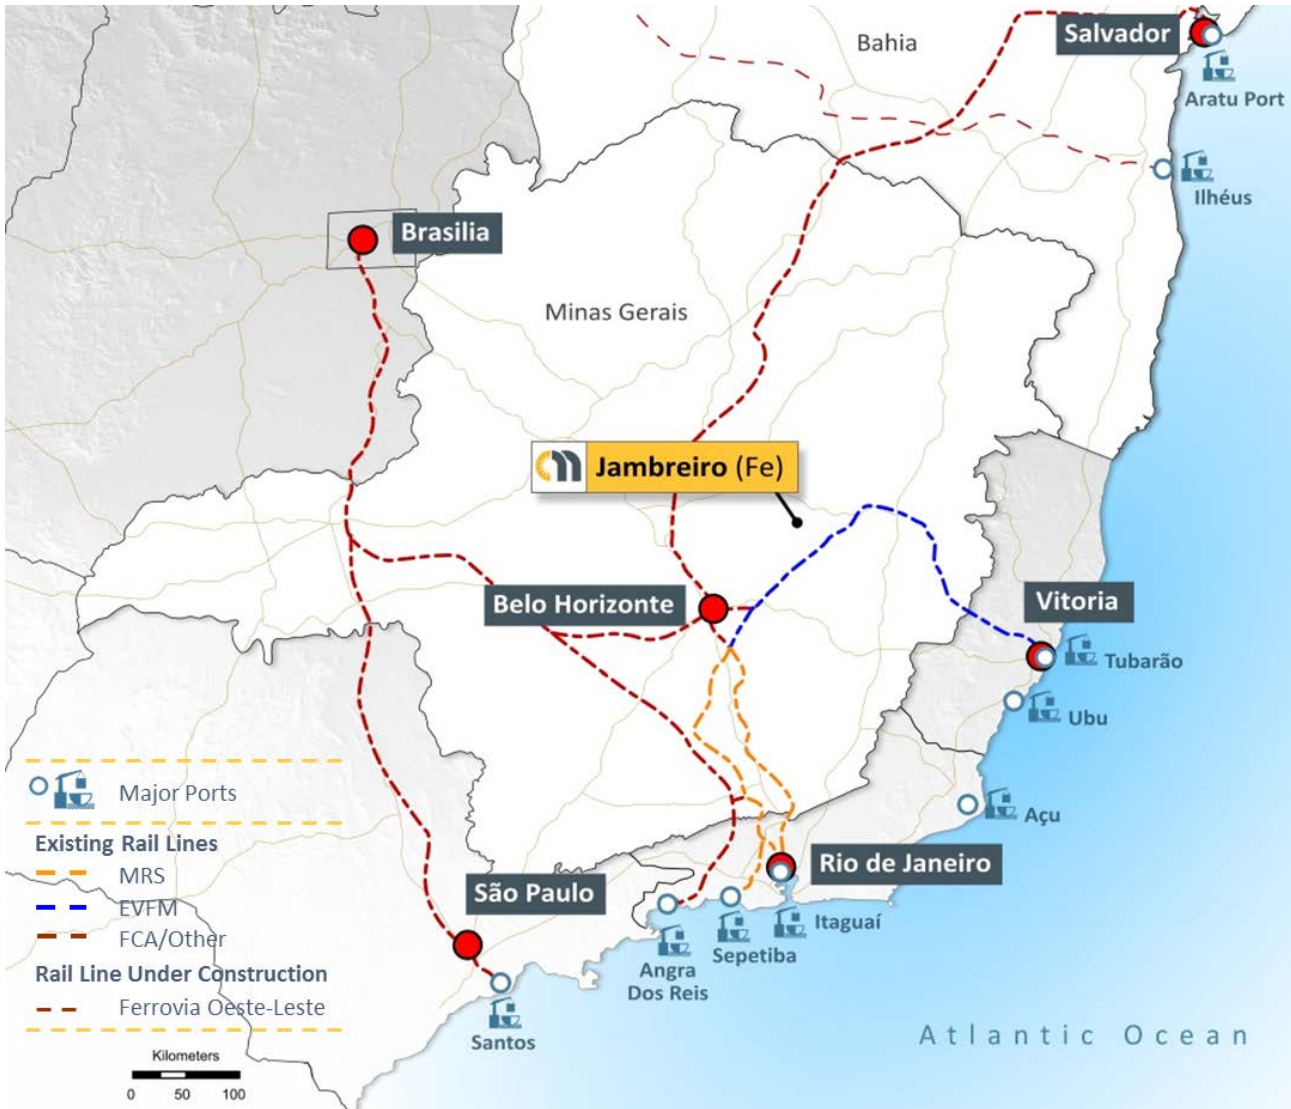 Bahia
Salvador
Aratu Port
Ilhéus
Brasilia
Minas Gerais
Jambreiro (Fe)
Belo Horizonte
Vitoria
Tubarão
Ubu
Açu
Rio de Janeiro
São Paulo
Itaguaí
Sepetiba
Angra
Dos Reis
Santos
Atlantic Ocean
Major Ports
Existing Rail Lines
MRS
EVFM
FCA/Other
Rail Line Under Construction
Ferrovia Oeste-Leste
Kilometers
0 50 100